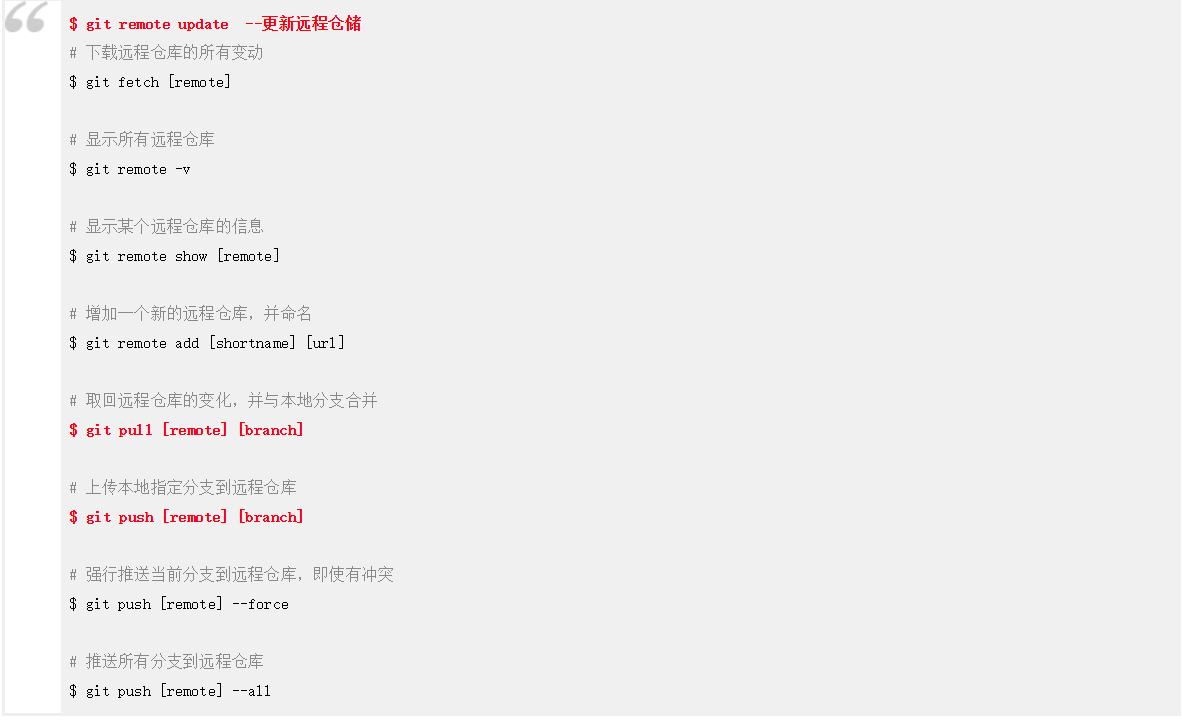 $ git remote update  --更新远程仓储
# 下载远程仓库的所有变动
$ git fetch [remote]
# 显示所有远程仓库
$ git remote -v
# 显示某个远程仓库的信息
$ git remote show [remote]
# 增加一个新的远程仓库，并命名
$ git remote add [shortname] [url]
# 取回远程仓库的变化，并与本地分支合并
$ git pull [remote] [branch]
# 上传本地指定分支到远程仓库
$ git push [remote] [branch]
# 强行推送当前分支到远程仓库，即使有冲突
$ git push [remote] --force
# 推送所有分支到远程仓库
$ git push [remote] --all